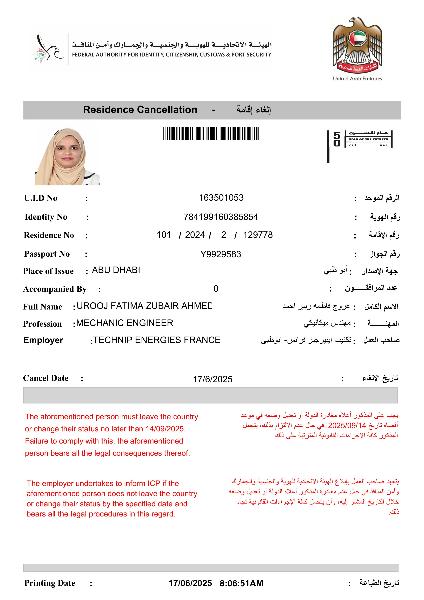 الهيئة الاتحادية للهوية والجنسية والجمارك وأمن المنافذ
FEDERAL AUTHORITY FOR IDENTITY, CITIZENSHIP, CUSTOMS & PORT SECURITY
United Arab Emirates
Residence Cancellation - إلغاء إقامة
U.I.D No : 163501053 : الرقم الموحد
Identity No : 784199160385854 : رقم الهوية
Residence No : 101 / 2024 / 2 / 129778 : رقم الإقامة
Passport No : Y9929583 : رقم الجواز
Place of Issue : ABU DHABI أبو ظبي : جهة الإصدار
Accompanied By : 0 : عدد المرافقون
Full Name : UROOJ FATIMA ZUBAIR AHMED عروج فاطمه زبير احمد : الاسم الكامل
Profession : MECHANIC ENGINEER مهندس ميكانيكي : المهنة
Employer : TECHNIP ENERGIES FRANCE تكنيب اينيرجيز فرانس - ابوظبي : صاحب العمل
Cancel Date : 17/6/2025 : تاريخ الإلغاء
The aforementioned person must leave the country
or change their status no later than 14/09/2025
Failure to comply with this, the aforementioned
person bears all the legal consequences thereof.
يجب على المذكور أعلاه مغادرة الدولة أو تعديل وضعه في موعد
أقصاه تاريخ 2025/09/14 في حال عدم الالتزام بذلك، يتحمل
المذكور كافة الإجراءات القانونية المترتبة على ذلك
The employer undertakes to inform ICP if the
aforementioned person does not leave the country
or change their status by the specified date and
bears all the legal procedures in this regard.
يتعهد صاحب العمل بإبلاغ الهيئة الاتحادية للهوية والجنسية والجمارك
وأمن المنافذ في حال عدم مغادرة المذكور أعلاه الدولة أو تعديل وضعه
خلال التاريخ المشار إليه، وأن يتحمل كافة الإجراءات القانونية تجاه
ذلك.
Printing Date : 17/06/2025 8:06:51AM : تاريخ الطباعة